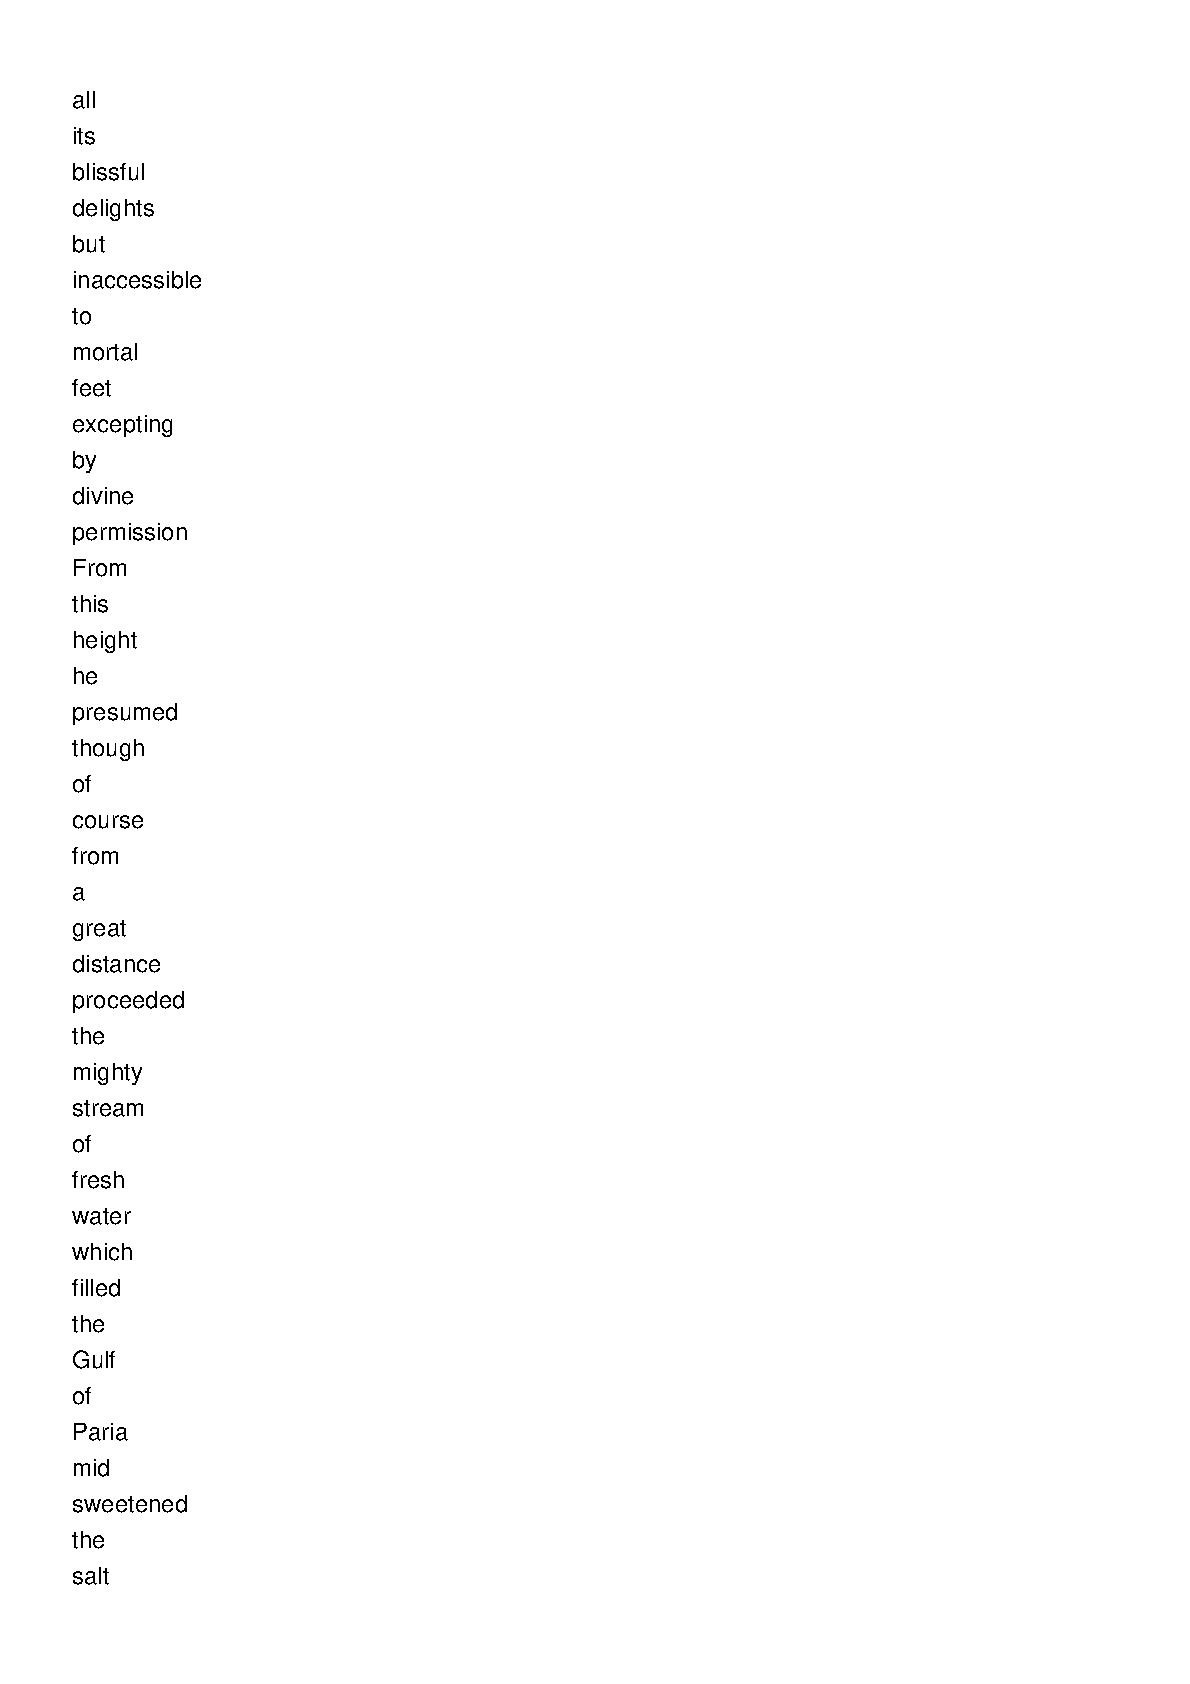 all
its
blissful
delights
but
inaccessible
to
mortal
feet
excepting
by
divine
permission
From
this
height
he
presumed
though
of
course
from
a
great
distance
proceeded
the
mighty
stream
of
fresh
water
which
filled
the
Gulf
of
Paria
mid
sweetened
the
salt